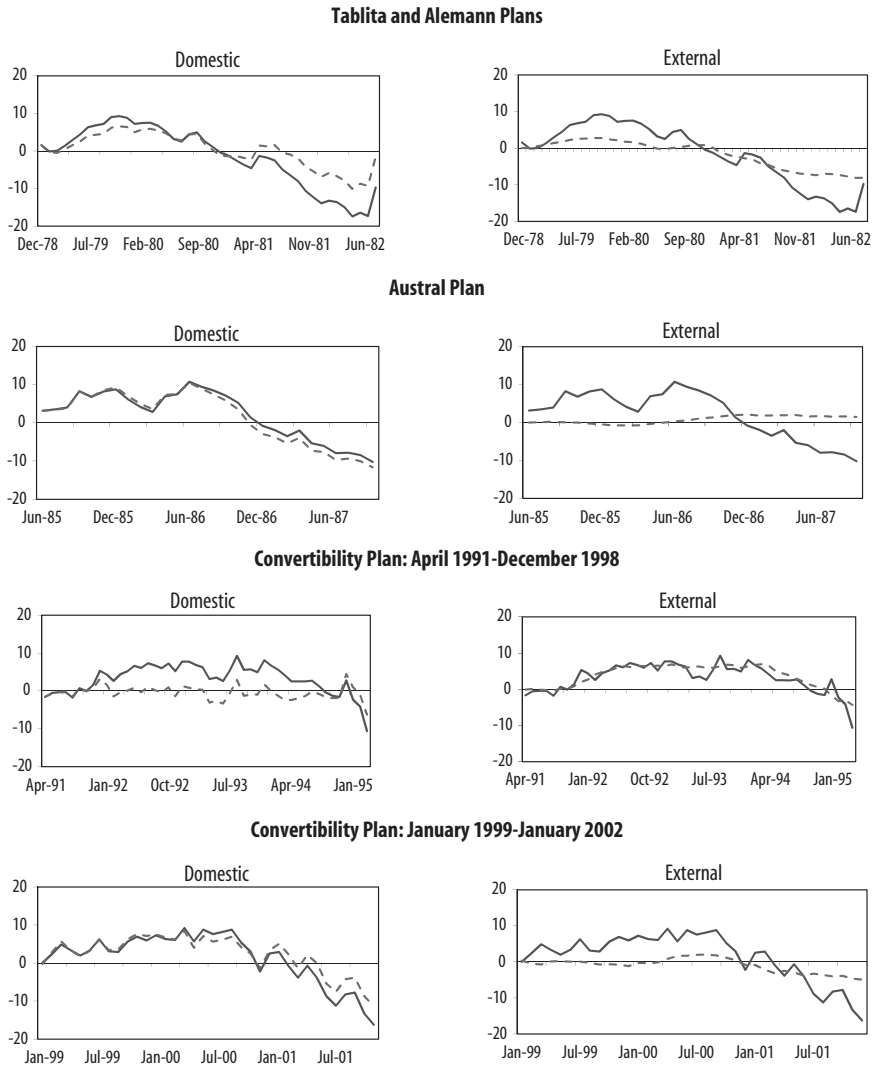 Tablita and Alemann Plans
Domestic
20
10
0
-10
-20
Dec-78 Jul-79 Feb-80 Sep-80 Apr-81 Nov-81 Jun-82
External
20
10
0
-10
-20
Dec-78 Jul-79 Feb-80 Sep-80 Apr-81 Nov-81 Jun-82
Austral Plan
Domestic
20
10
0
-10
-20
Jun-85 Dec-85 Jun-86 Dec-86 Jun-87
External
20
10
0
-10
-20
Jun-85 Dec-85 Jun-86 Dec-86 Jun-87
Convertibility Plan: April 1991-December 1998
Domestic
20
10
0
-10
-20
Apr-91 Jan-92 Oct-92 Jul-93 Apr-94 Jan-95
External
20
10
0
-10
-20
Apr-91 Jan-92 Oct-92 Jul-93 Apr-94 Jan-95
Convertibility Plan: January 1999-January 2002
Domestic
20
10
0
-10
-20
Jan-99 Jul-99 Jan-00 Jul-00 Jan-01 Jul-01
External
20
10
0
-10
-20
Jan-99 Jul-99 Jan-00 Jul-00 Jan-01 Jul-01